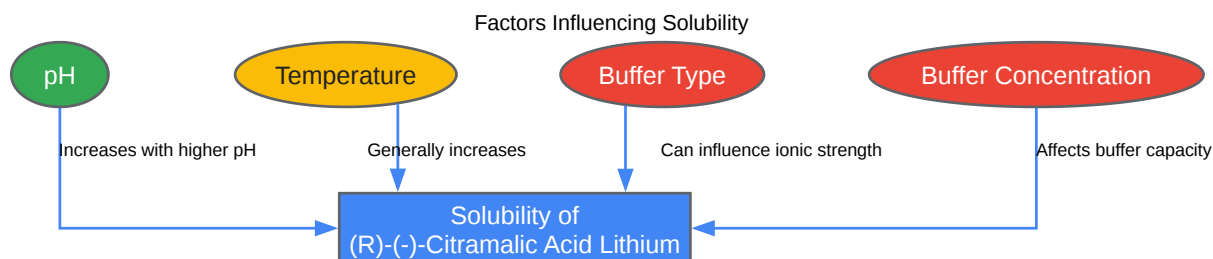 Factors Influencing Solubility
pH
Temperature
Buffer Type
Buffer Concentration
Increases with higher pH
Generally increases
Can influence ionic strength
Affects buffer capacity
Solubility of
(R)-(-)-Citramalic Acid Lithium